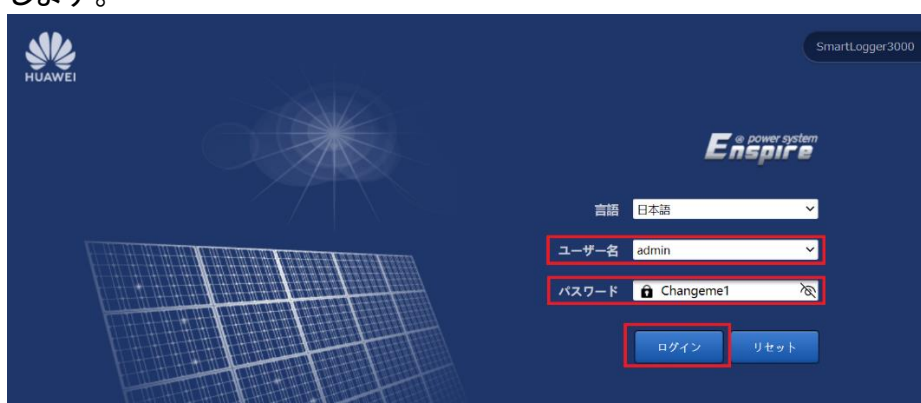 します。
HUAWEI
SmartLogger3000
Enspire e power system
言語 日本語
ユーザー名 admin
パスワード Changeme1
ログイン リセット